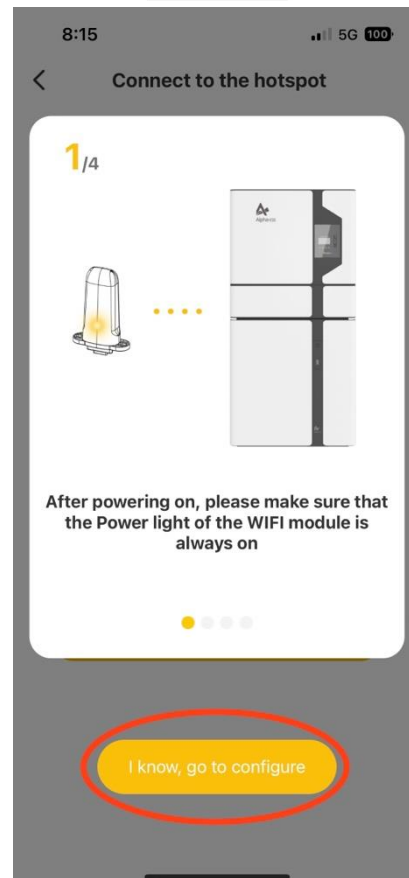 8:15 5G 100
Connect to the hotspot
1/4
After powering on, please make sure that
the Power light of the WIFI module is
always on
I know, go to configure